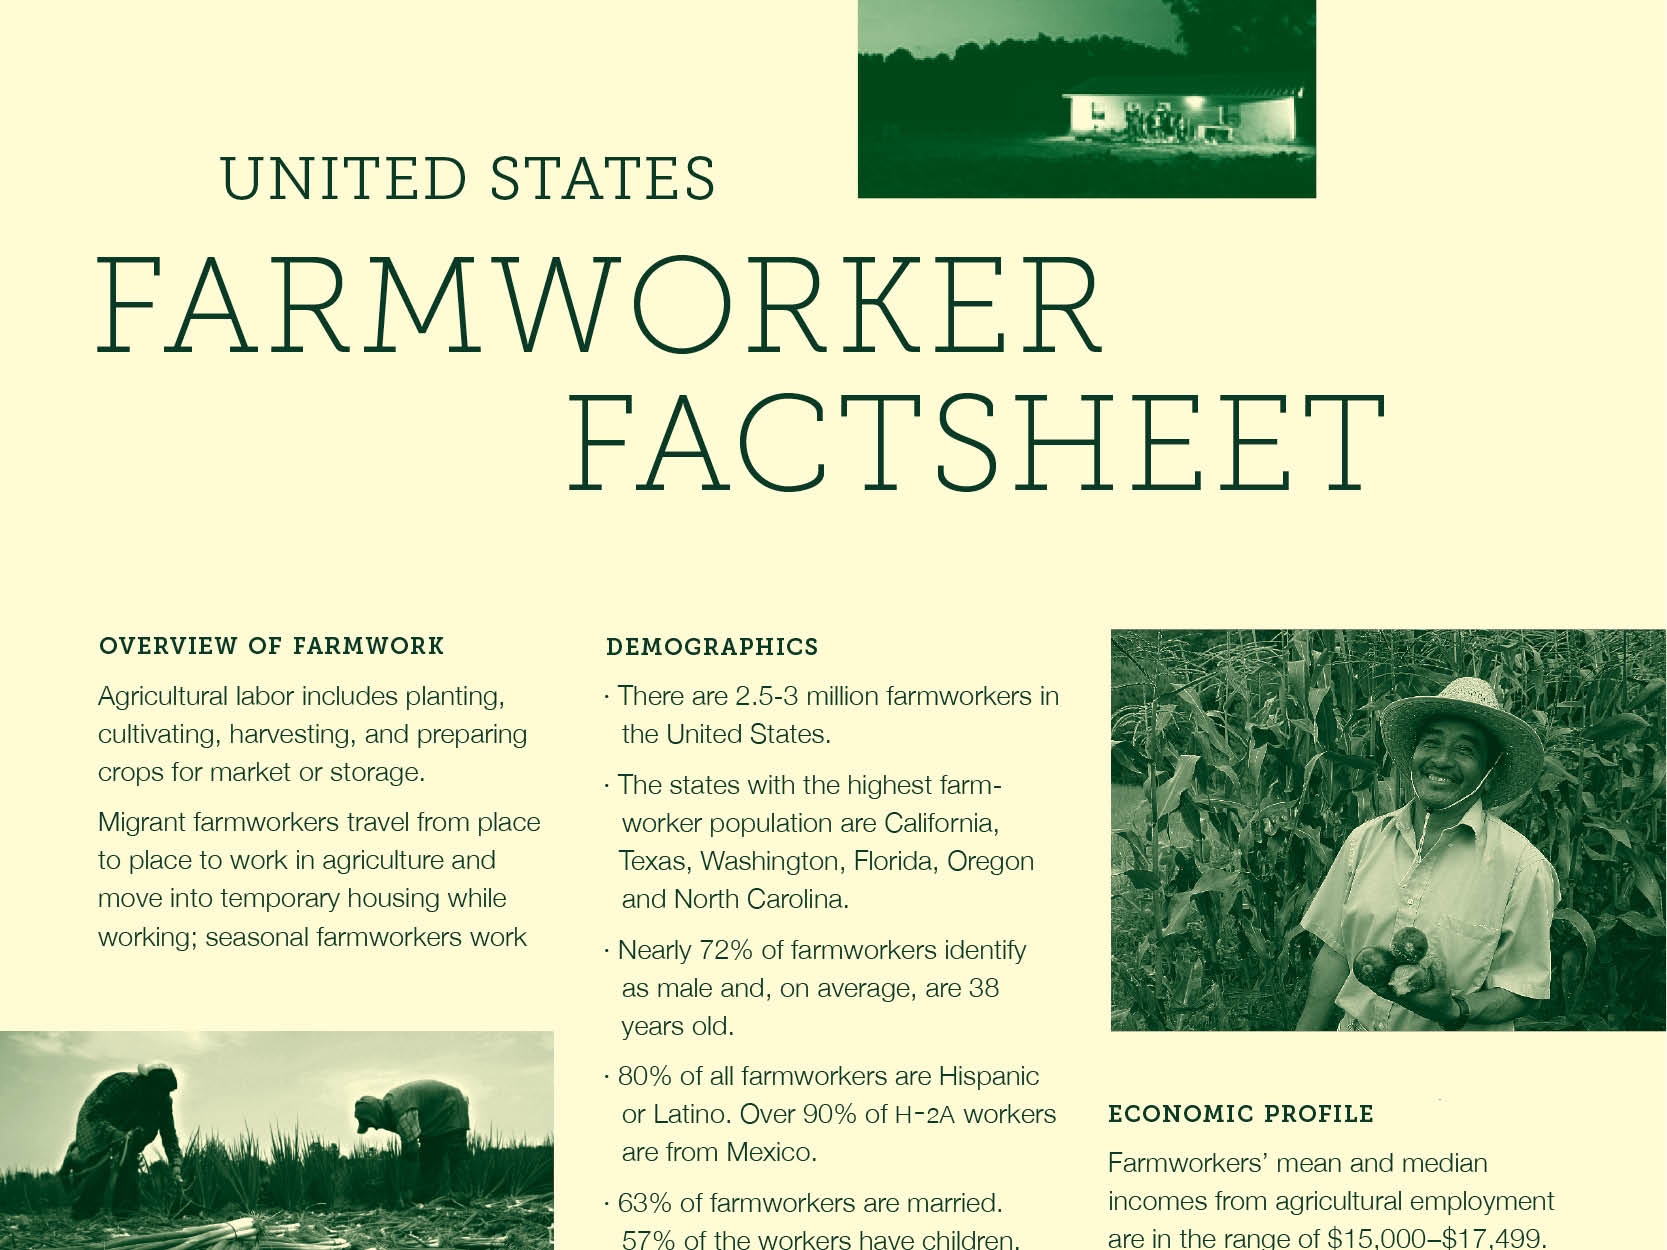 UNITED STATES
FARMWORKER
FACTSHEET
OVERVIEW OF FARMWORK
Agricultural labor includes planting,
cultivating, harvesting, and preparing
crops for market or storage.
Migrant farmworkers travel from place
to place to work in agriculture and
move into temporary housing while
working; seasonal farmworkers work
DEMOGRAPHICS
· There are 2.5-3 million farmworkers in
the United States.
· The states with the highest farm-
worker population are California,
Texas, Washington, Florida, Oregon
and North Carolina.
· Nearly 72% of farmworkers identify
as male and, on average, are 38
years old.
· 80% of all farmworkers are Hispanic
or Latino. Over 90% of H-2A workers
are from Mexico.
· 63% of farmworkers are married.
57% of the workers have children.
ECONOMIC PROFILE
Farmworkers’ mean and median
incomes from agricultural employment
are in the range of $15,000–$17,499.